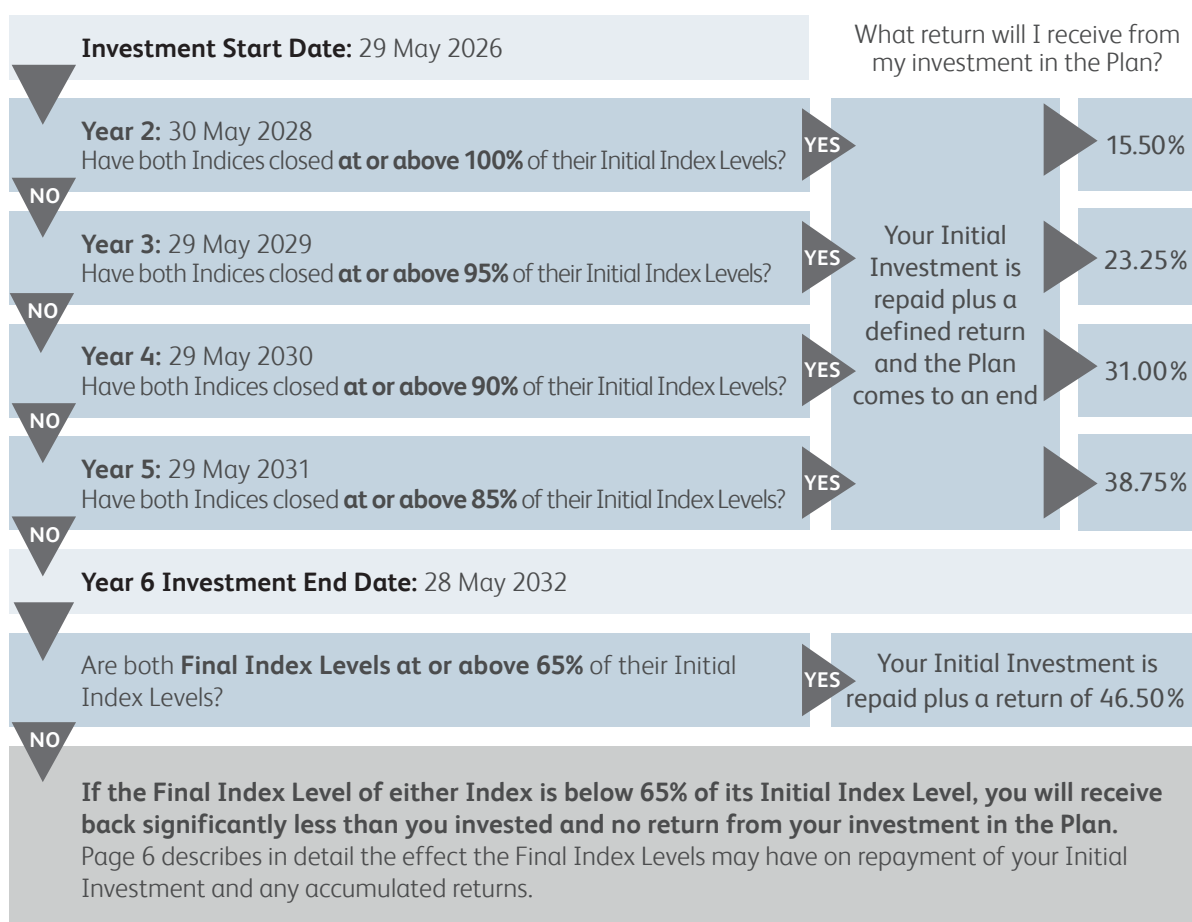 Investment Start Date: 29 May 2026
What return will I receive from
my investment in the Plan?
Year 2: 30 May 2028
Have both Indices closed at or above 100% of their Initial Index Levels?
YES
15.50%
NO
Year 3: 29 May 2029
Have both Indices closed at or above 95% of their Initial Index Levels?
YES
23.25%
NO
Year 4: 29 May 2030
Have both Indices closed at or above 90% of their Initial Index Levels?
YES
31.00%
NO
Year 5: 29 May 2031
Have both Indices closed at or above 85% of their Initial Index Levels?
YES
38.75%
Your Initial
Investment is
repaid plus a
defined return
and the Plan
comes to an end
NO
Year 6 Investment End Date: 28 May 2032
Are both Final Index Levels at or above 65% of their Initial
Index Levels?
YES
Your Initial Investment is
repaid plus a return of 46.50%
NO
If the Final Index Level of either Index is below 65% of its Initial Index Level, you will receive
back significantly less than you invested and no return from your investment in the Plan.
Page 6 describes in detail the effect the Final Index Levels may have on repayment of your Initial
Investment and any accumulated returns.